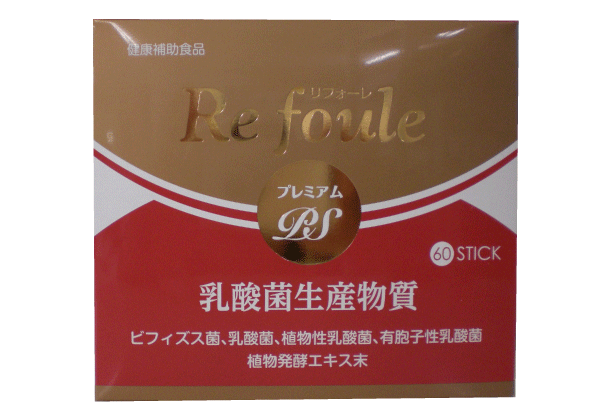 健康補助食品
リフォーレ
Re foule
プレミアム
PS
60 STICK
乳酸菌生産物質
ビフィズス菌、乳酸菌、植物性乳酸菌、有胞子性乳酸菌
植物発酵エキス末